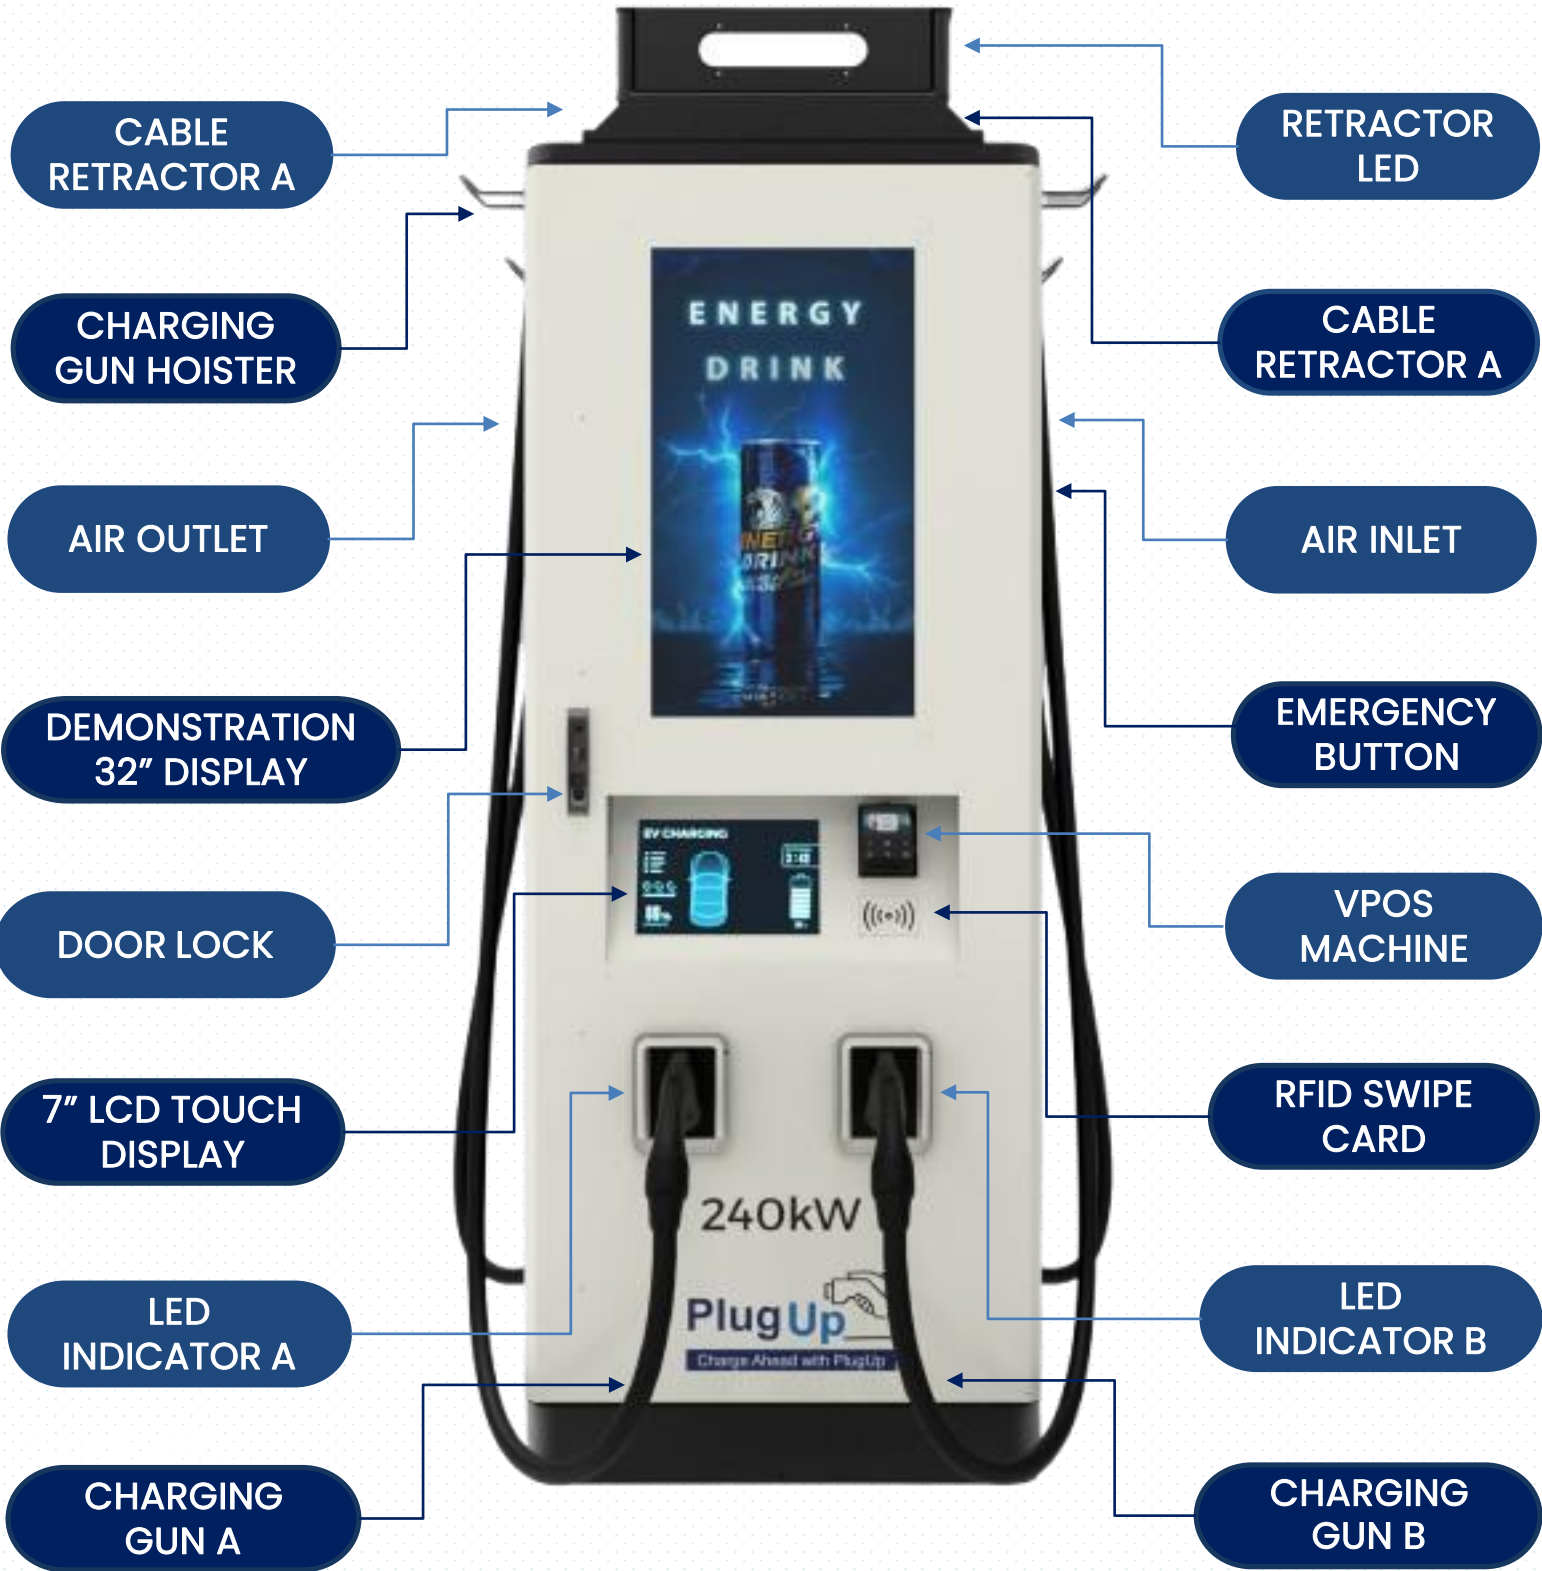 CABLE
RETRACTOR A
RETRACTOR
LED
CHARGING
GUN HOISTER
CABLE
RETRACTOR A
ENERGY
DRINK
AIR OUTLET
AIR INLET
DRINK
DEMONSTRATION
32” DISPLAY
EMERGENCY
BUTTON
EV CHARGING
DOOR LOCK
VPOS
MACHINE
7” LCD TOUCH
DISPLAY
RFID SWIPE
CARD
240kW
PlugUp
Charge Ahead with PlugUp
LED
INDICATOR A
LED
INDICATOR B
CHARGING
GUN A
CHARGING
GUN B